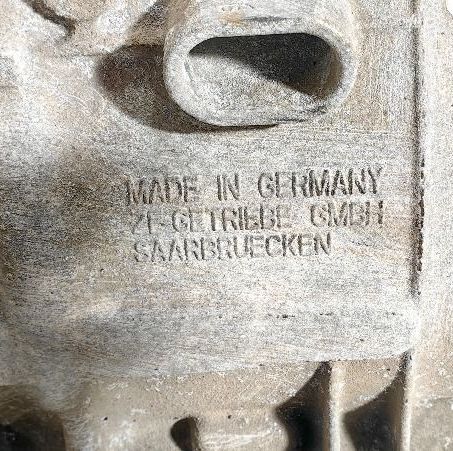 MADE IN GERMANY
ZF-GETRIEBE GMBH
SAARBRUECKEN